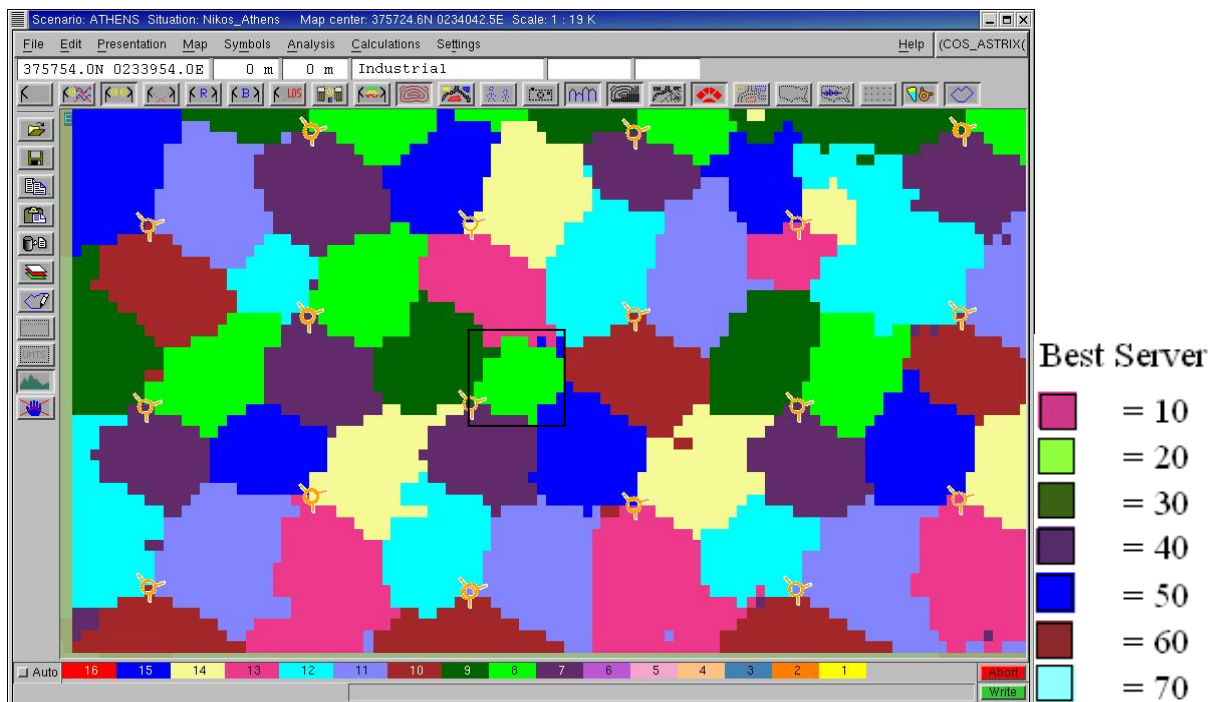 Scenario: ATHENS Situation: Nikos_Athens Map center: 375724.6N 0234042.5E Scale: 1 : 19 K
File Edit Presentation Map Symbols Analysis Calculations Settings Help (COS_ASTRIX(
375754.0N 0233954.0E 0 m 0 m Industrial
R B LOS
UMTS
Best Server
= 10
= 20
= 30
= 40
= 50
= 60
= 70
Auto 16 15 14 13 12 11 10 9 8 7 6 5 4 3 2 1 Abort
Write